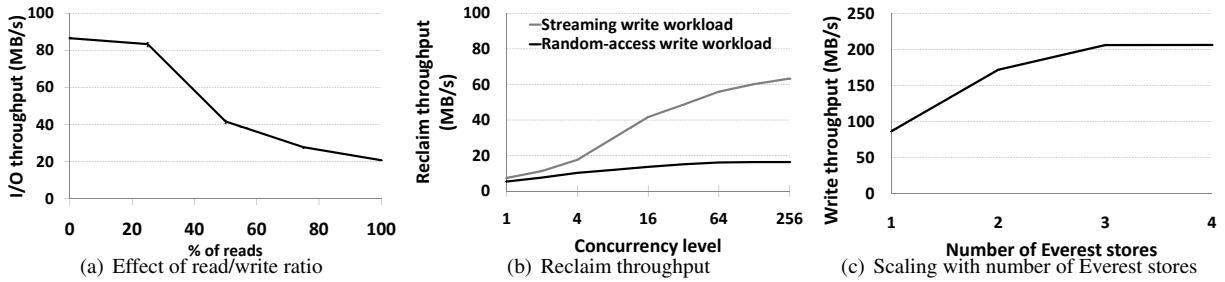 I/O throughput (MB/s)
100
80
60
40
20
0
0 20 40 60 80 100
% of reads
(a) Effect of read/write ratio
Reclaim throughput
(MB/s)
100
80
60
40
20
0
Streaming write workload
Random-access write workload
1 4 16 64 256
Concurrency level
(b) Reclaim throughput
Write throughput (MB/s)
250
200
150
100
50
0
1 2 3 4
Number of Everest stores
(c) Scaling with number of Everest stores